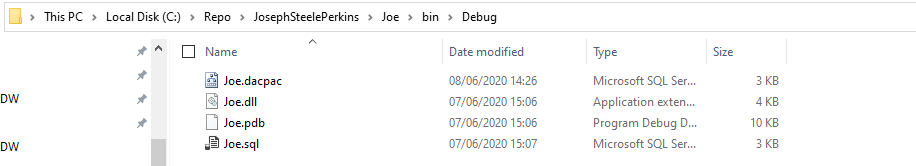 This PC > Local Disk (C:) > Repo > JosephSteelePerkins > Joe > bin > Debug
Name Date modified Type Size
Joe.dacpac 08/06/2020 14:26 Microsoft SQL Ser... 3 KB
DW Joe.dll 07/06/2020 15:06 Application exten... 4 KB
Joe.pdb 07/06/2020 15:06 Program Debug D... 10 KB
DW Joe.sql 07/06/2020 15:07 Microsoft SQL Ser... 3 KB